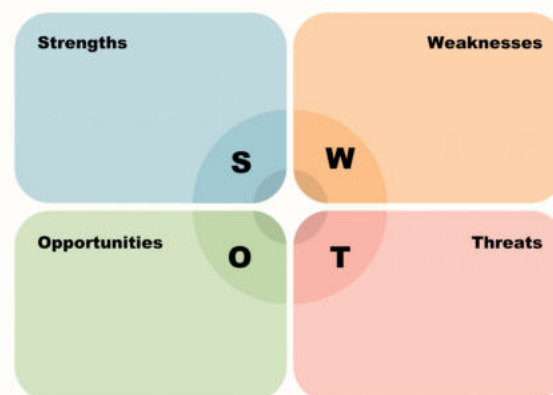 Strengths
Weaknesses
S
W
Opportunities
O
T
Threats